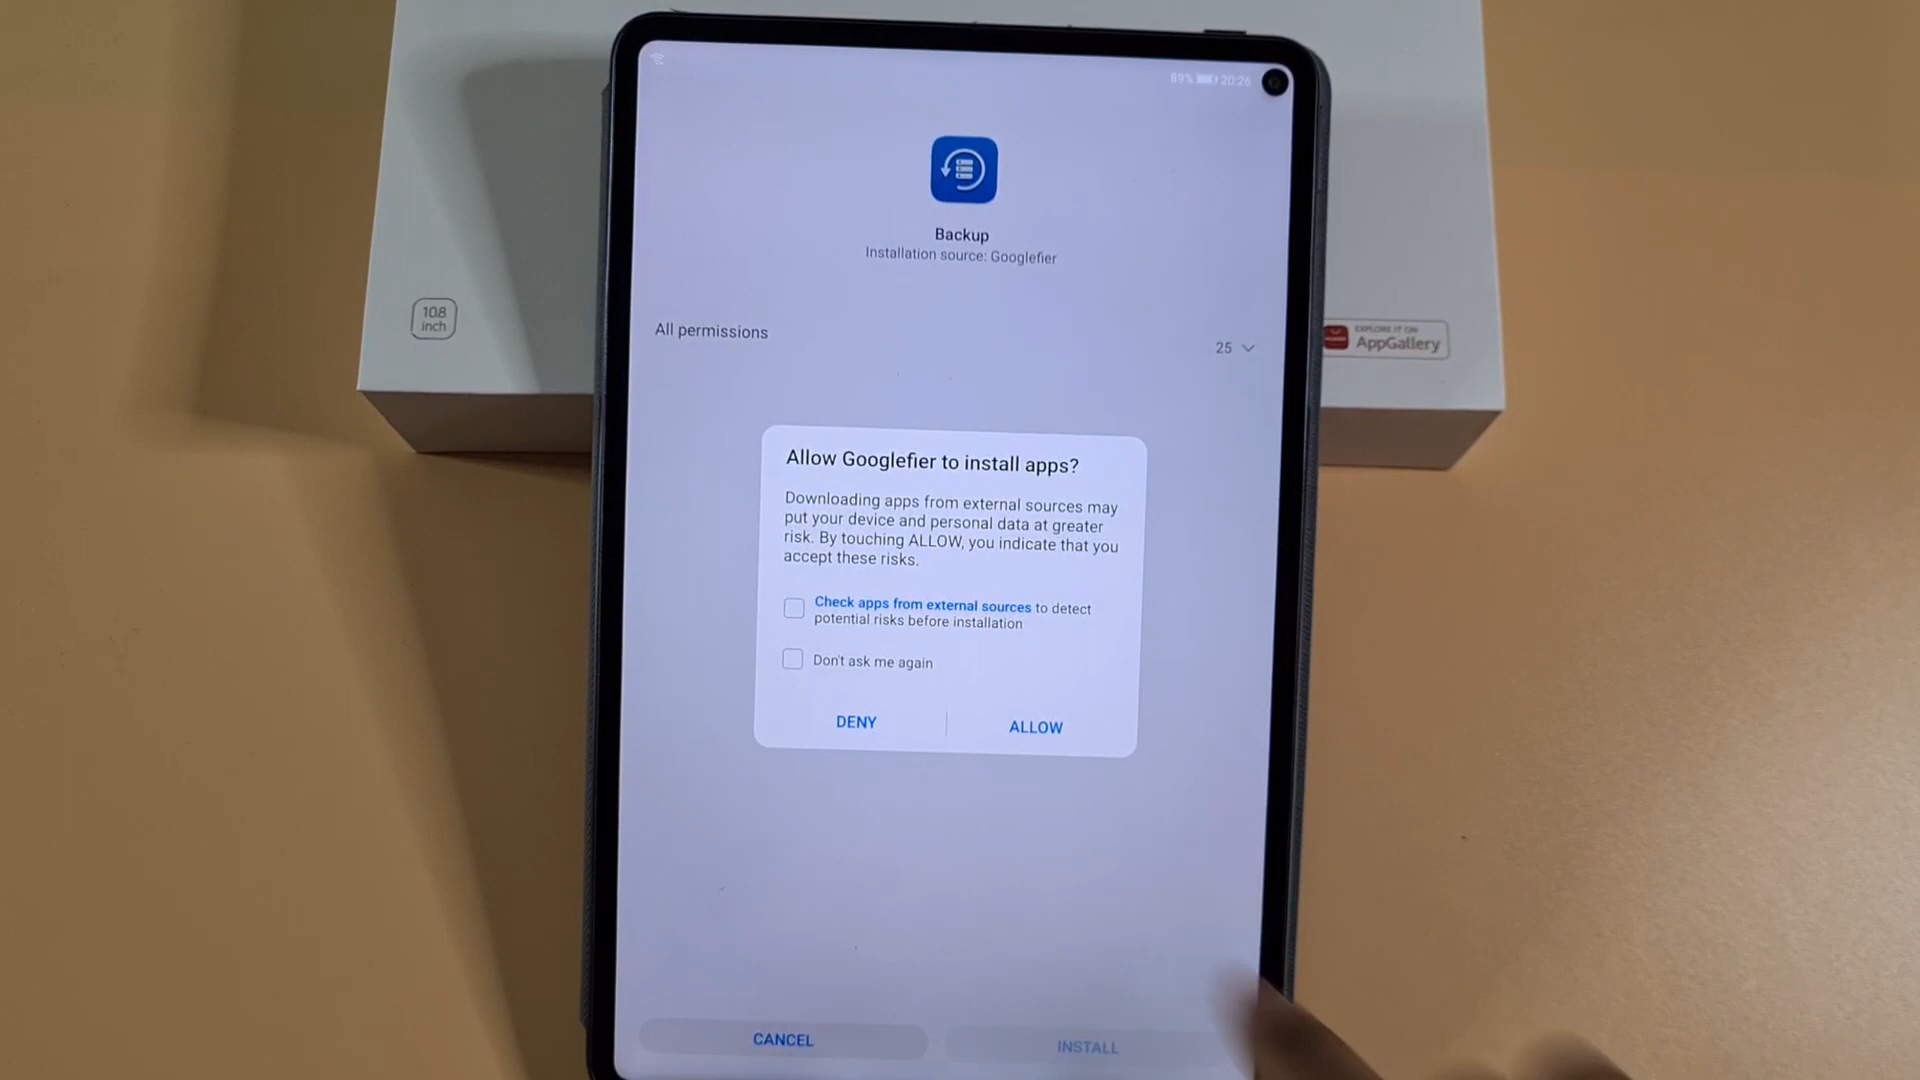 89% 20:26
Backup
Installation source: Googlefier
10.8
inch
All permissions
25
EXPLORE IT ON
AppGallery
Allow Googlefier to install apps?
Downloading apps from external sources may
put your device and personal data at greater
risk. By touching ALLOW, you indicate that you
accept these risks.
Check apps from external sources to detect
potential risks before installation
Don't ask me again
DENY
ALLOW
CANCEL
INSTALL